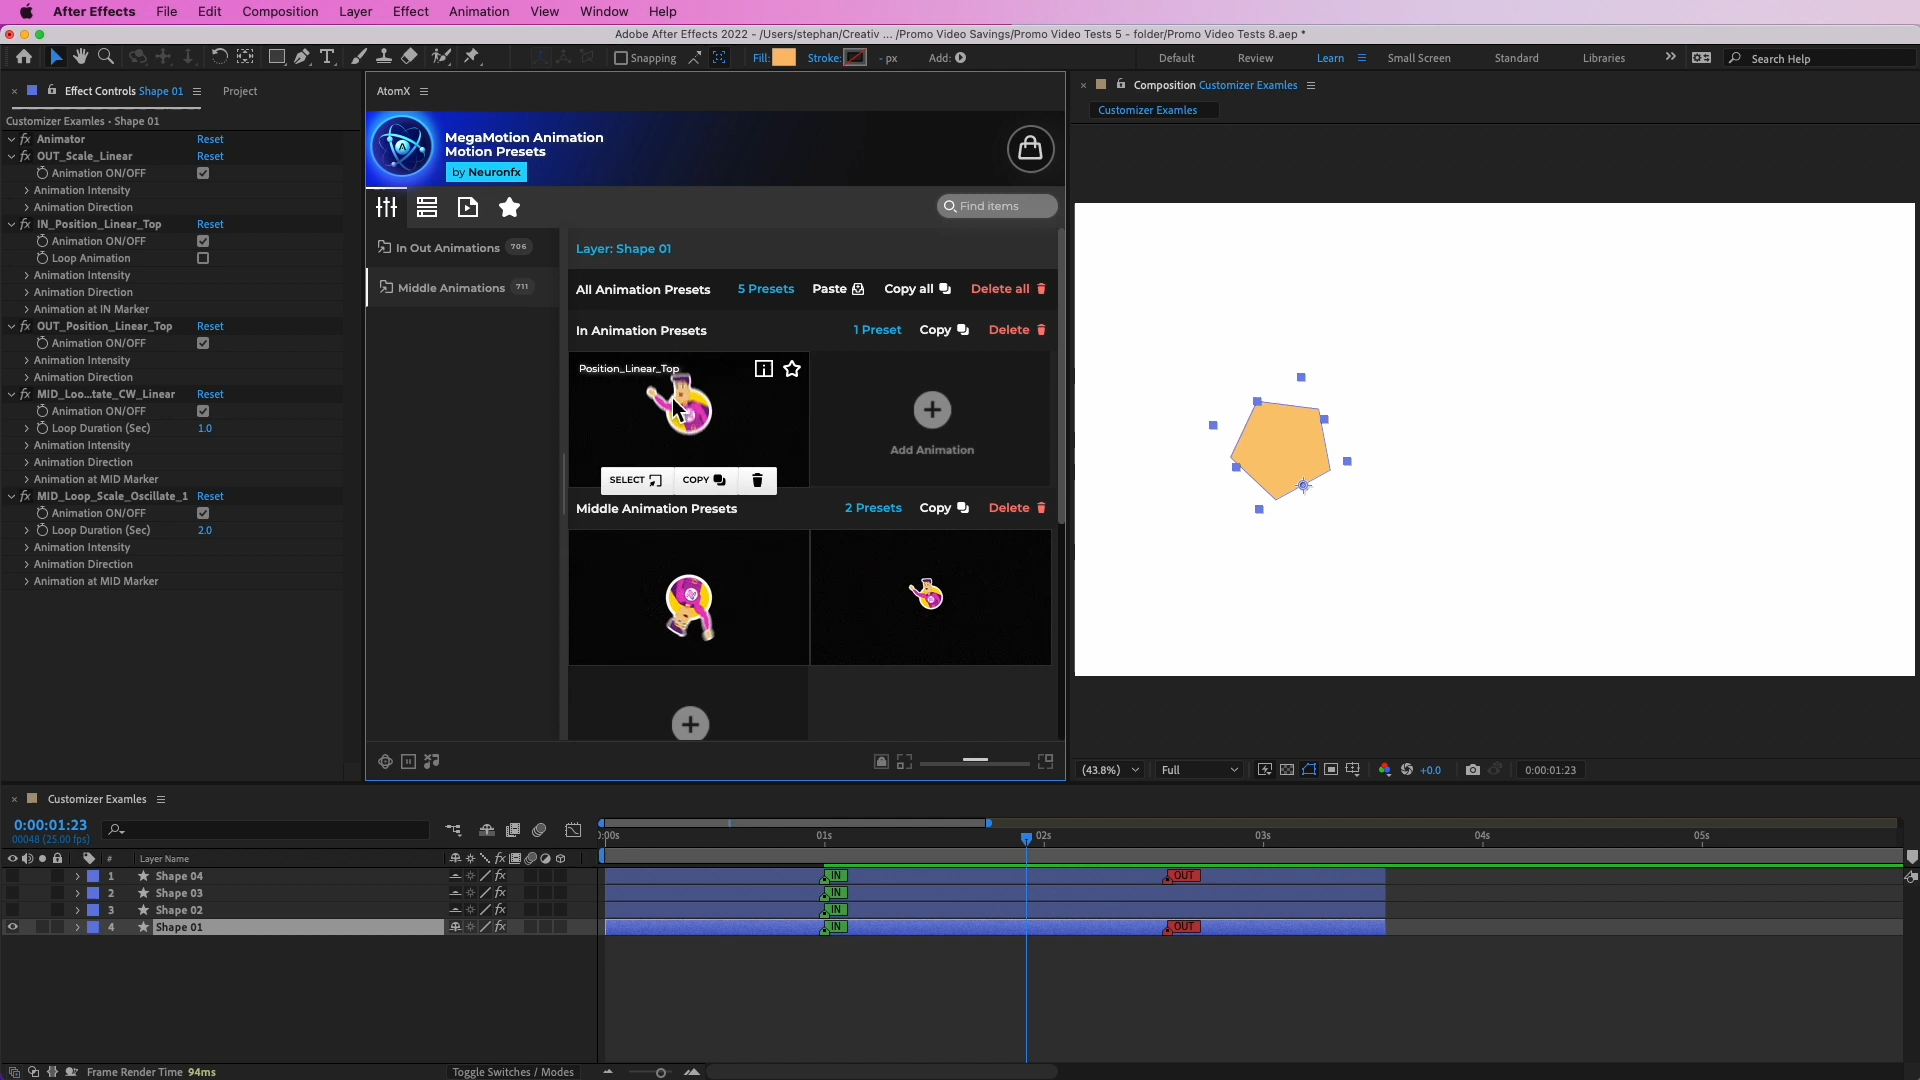 After Effects File Edit Composition Layer Effect Animation View Window Help
Adobe After Effects 2022 - /Users/stephan/Creativ ... /Promo Video Savings/Promo Video Tests 5 - folder/Promo Video Tests 8.aep *
Snapping Fill: Stroke: - px Add: Default Review Learn Small Screen Standard Libraries Search Help
Effect Controls Shape 01 Project
Customizer Examles • Shape 01
fx Animator Reset
fx OUT_Scale_Linear Reset
Animation ON/OFF
Animation Intensity
Animation Direction
fx IN_Position_Linear_Top Reset
Animation ON/OFF
Loop Animation
Animation Intensity
Animation Direction
Animation at IN Marker
fx OUT_Position_Linear_Top Reset
Animation ON/OFF
Animation Intensity
Animation Direction
fx MID_Loo...tate_CW_Linear Reset
Animation ON/OFF
Loop Duration (Sec) 1.0
Animation Intensity
Animation Direction
Animation at MID Marker
fx MID_Loop_Scale_Oscillate_1 Reset
Animation ON/OFF
Loop Duration (Sec) 2.0
Animation Intensity
Animation Direction
Animation at MID Marker
AtomX
A
MegaMotion Animation
Motion Presets
by Neuronfx
Find items
In Out Animations 706
Middle Animations 711
Layer: Shape 01
All Animation Presets 5 Presets Paste Copy all Delete all
In Animation Presets 1 Preset Copy Delete
Position_Linear_Top
Add Animation
SELECT COPY
Middle Animation Presets 2 Presets Copy Delete
Composition Customizer Examles
Customizer Examles
(43.8%) Full +0.0 0:00:01:23
Customizer Examles
0:00:01:23
00048 (25.00 fps)
01s 02s 03s 04s 05s
# Layer Name fx
1 Shape 04 fx IN OUT
2 Shape 03 fx IN
3 Shape 02 fx IN
4 Shape 01 fx IN OUT
Frame Render Time 94ms Toggle Switches / Modes